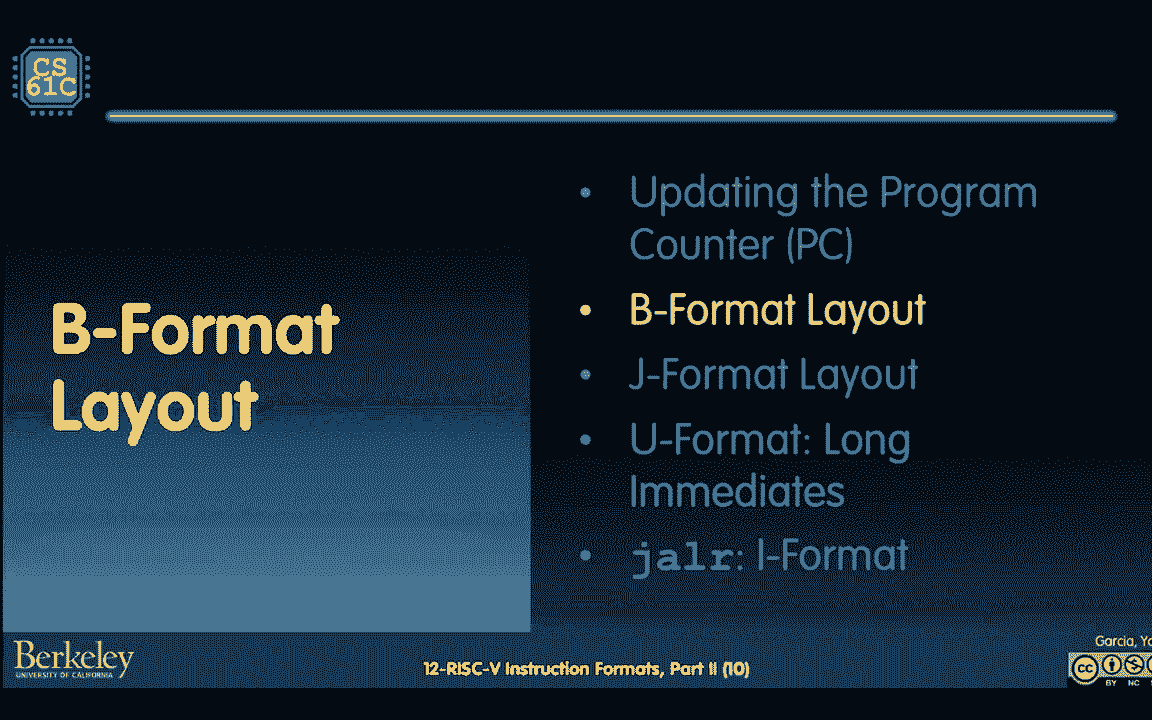 CS
61C
B-Format
Layout
• Updating the Program
Counter (PC)
• B-Format Layout
• J-Format Layout
• U-Format: Long
Immediates
• jalr: I-Format
Berkeley
UNIVERSITY OF CALIFORNIA
12-RISC-V Instruction Formats, Part II (10)
Garcia,
cc
BY NC